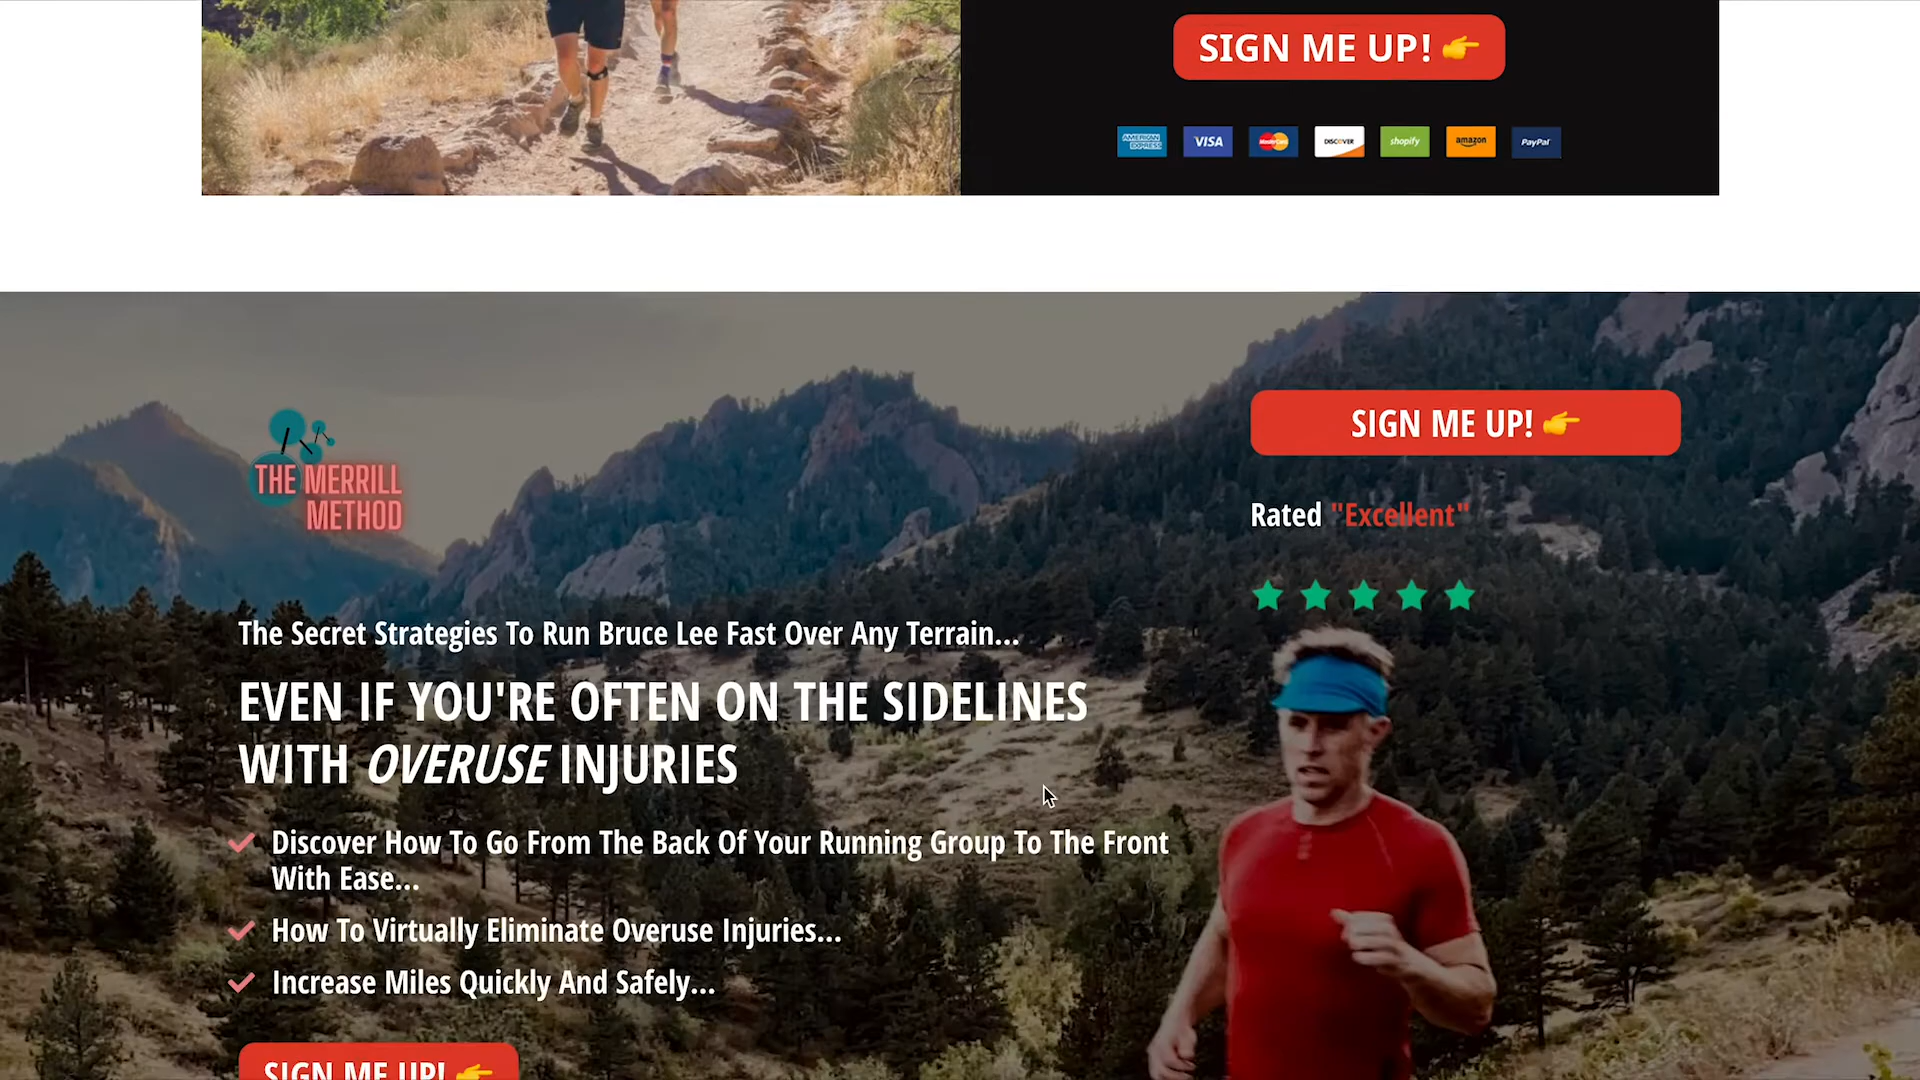 SIGN ME UP! 👉
AMERICAN EXPRESS
VISA
MasterCard
DISCOVER
shopify
amazon
PayPal
SIGN ME UP! 👉
THE MERRILL
METHOD
Rated "Excellent"
The Secret Strategies To Run Bruce Lee Fast Over Any Terrain...
EVEN IF YOU'RE OFTEN ON THE SIDELINES
WITH OVERUSE INJURIES
Discover How To Go From The Back Of Your Running Group To The Front
With Ease...
How To Virtually Eliminate Overuse Injuries...
Increase Miles Quickly And Safely...
SIGN ME UP! 👉